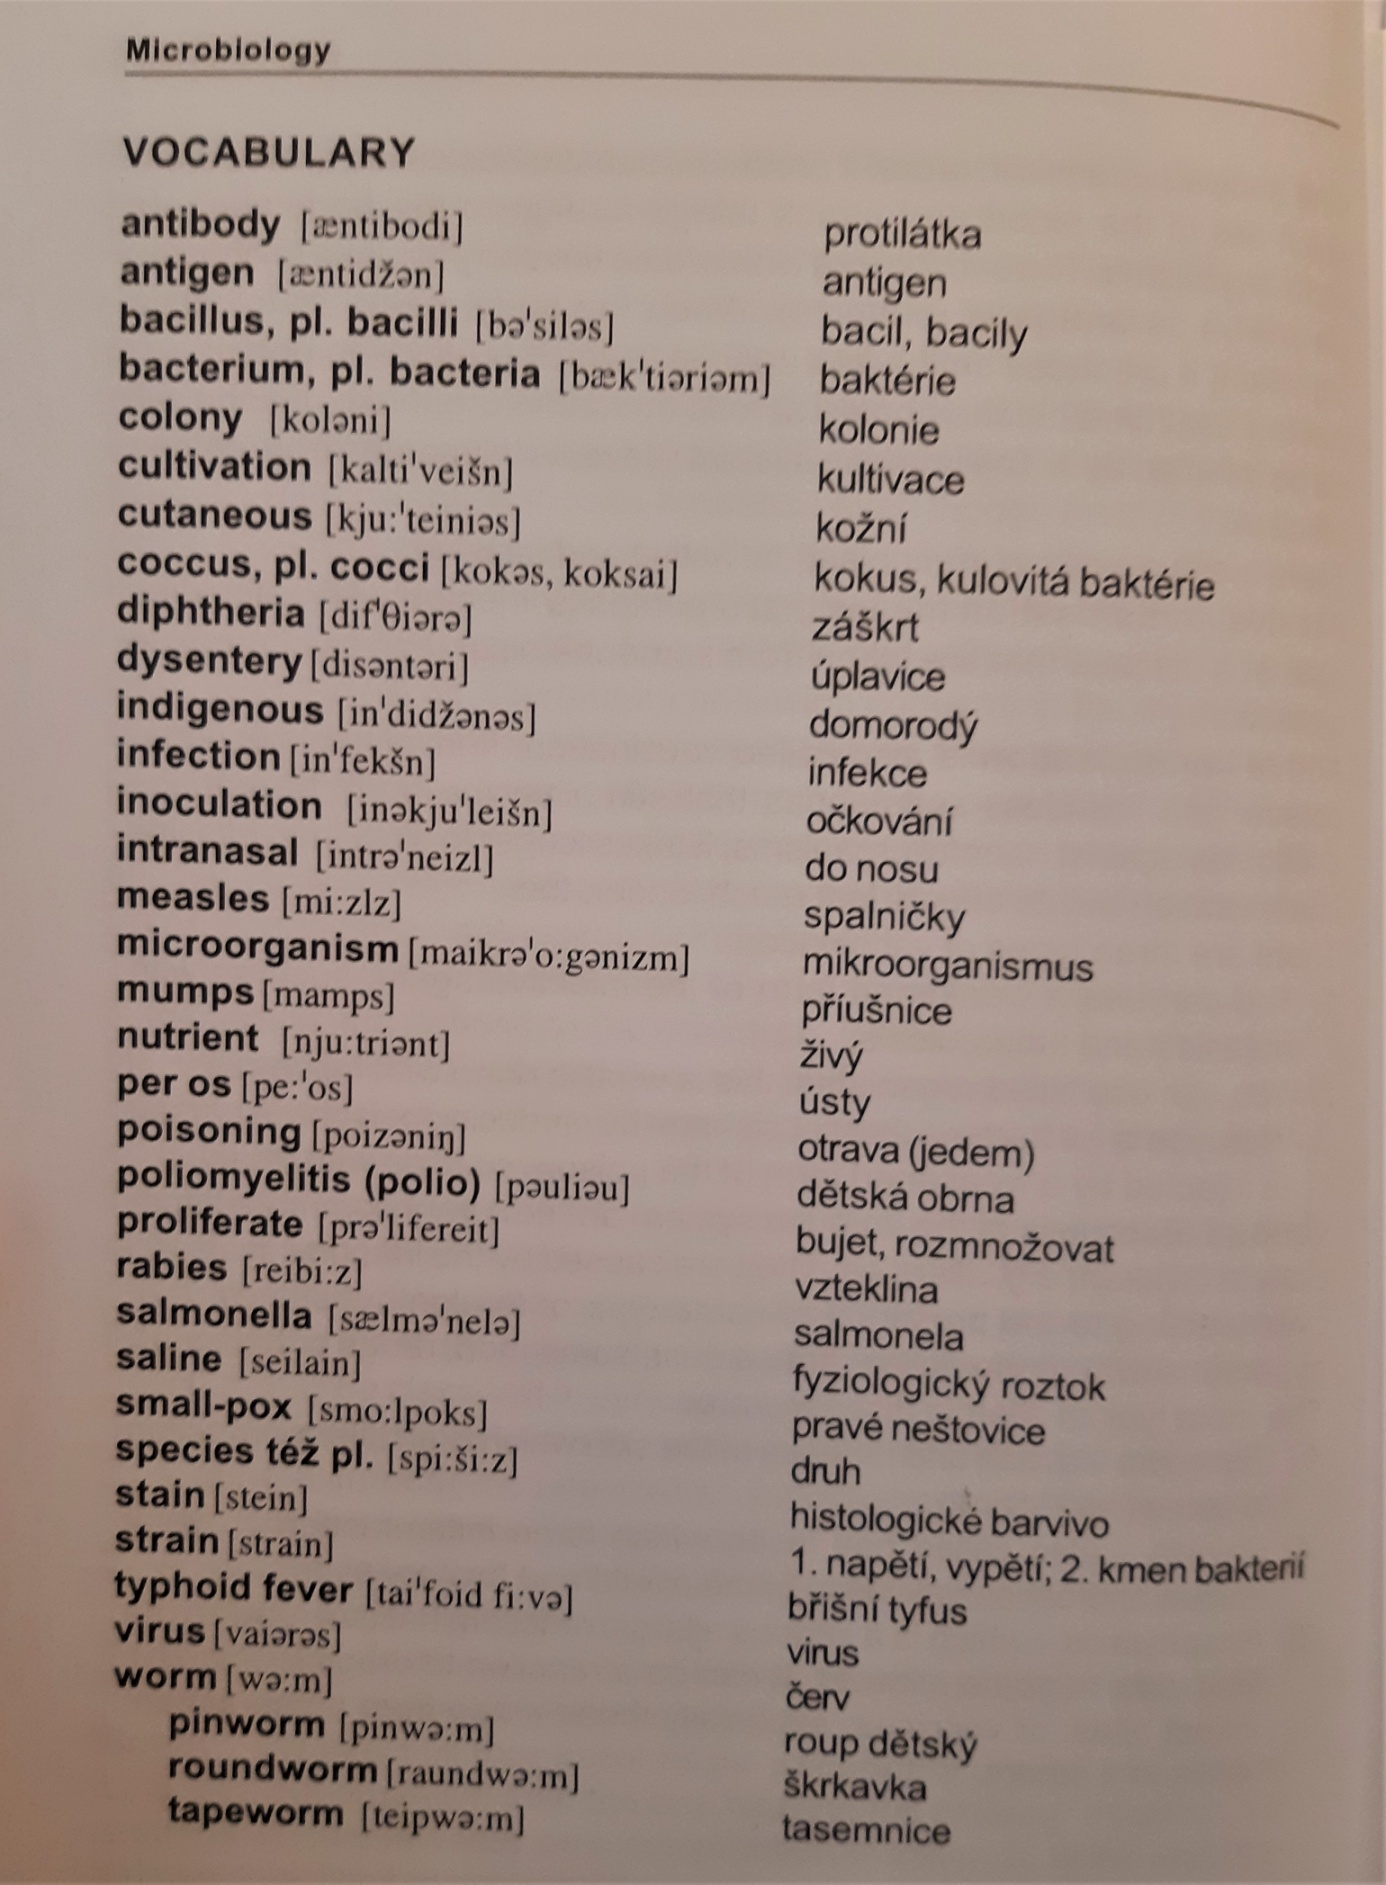 Microbiology
VOCABULARY
antibody [æntibodi] protilátka
antigen [æntidžən] antigen
bacillus, pl. bacilli [bəˈsiləs] bacil, bacily
bacterium, pl. bacteria [bækˈtiəriəm] baktérie
colony [koləni] kolonie
cultivation [kaltiˈveišn] kultivace
cutaneous [kju:ˈteiniəs] kožní
coccus, pl. cocci [kokəs, koksai] kokus, kulovitá baktérie
diphtheria [difˈθiərə] záškrt
dysentery [disəntəri] úplavice
indigenous [inˈdidžənəs] domorodý
infection [inˈfekšn] infekce
inoculation [inəkjuˈleišn] očkování
intranasal [intrəˈneizl] do nosu
measles [mi:zlz] spalničky
microorganism [maikrəˈo:gənizm] mikroorganismus
mumps [mamps] příušnice
nutrient [nju:triənt] živý
per os [pe:ˈos] ústy
poisoning [poizəniŋ] otrava (jedem)
poliomyelitis (polio) [pəuliəu] dětská obrna
proliferate [prəˈlifereit] bujet, rozmnožovat
rabies [reibi:z] vzteklina
salmonella [sælməˈnelə] salmonela
saline [seilain] fyziologický roztok
small-pox [smo:lpoks] pravé neštovice
species též pl. [spi:ši:z] druh
stain [stein] histologické barvivo
strain [strain] 1. napětí, vypětí; 2. kmen bakterií
typhoid fever [taiˈfoid fi:və] břišní tyfus
virus [vaiərəs] virus
worm [wə:m] červ
pinworm [pinwə:m] roup dětský
roundworm [raundwə:m] škrkavka
tapeworm [teipwə:m] tasemnice